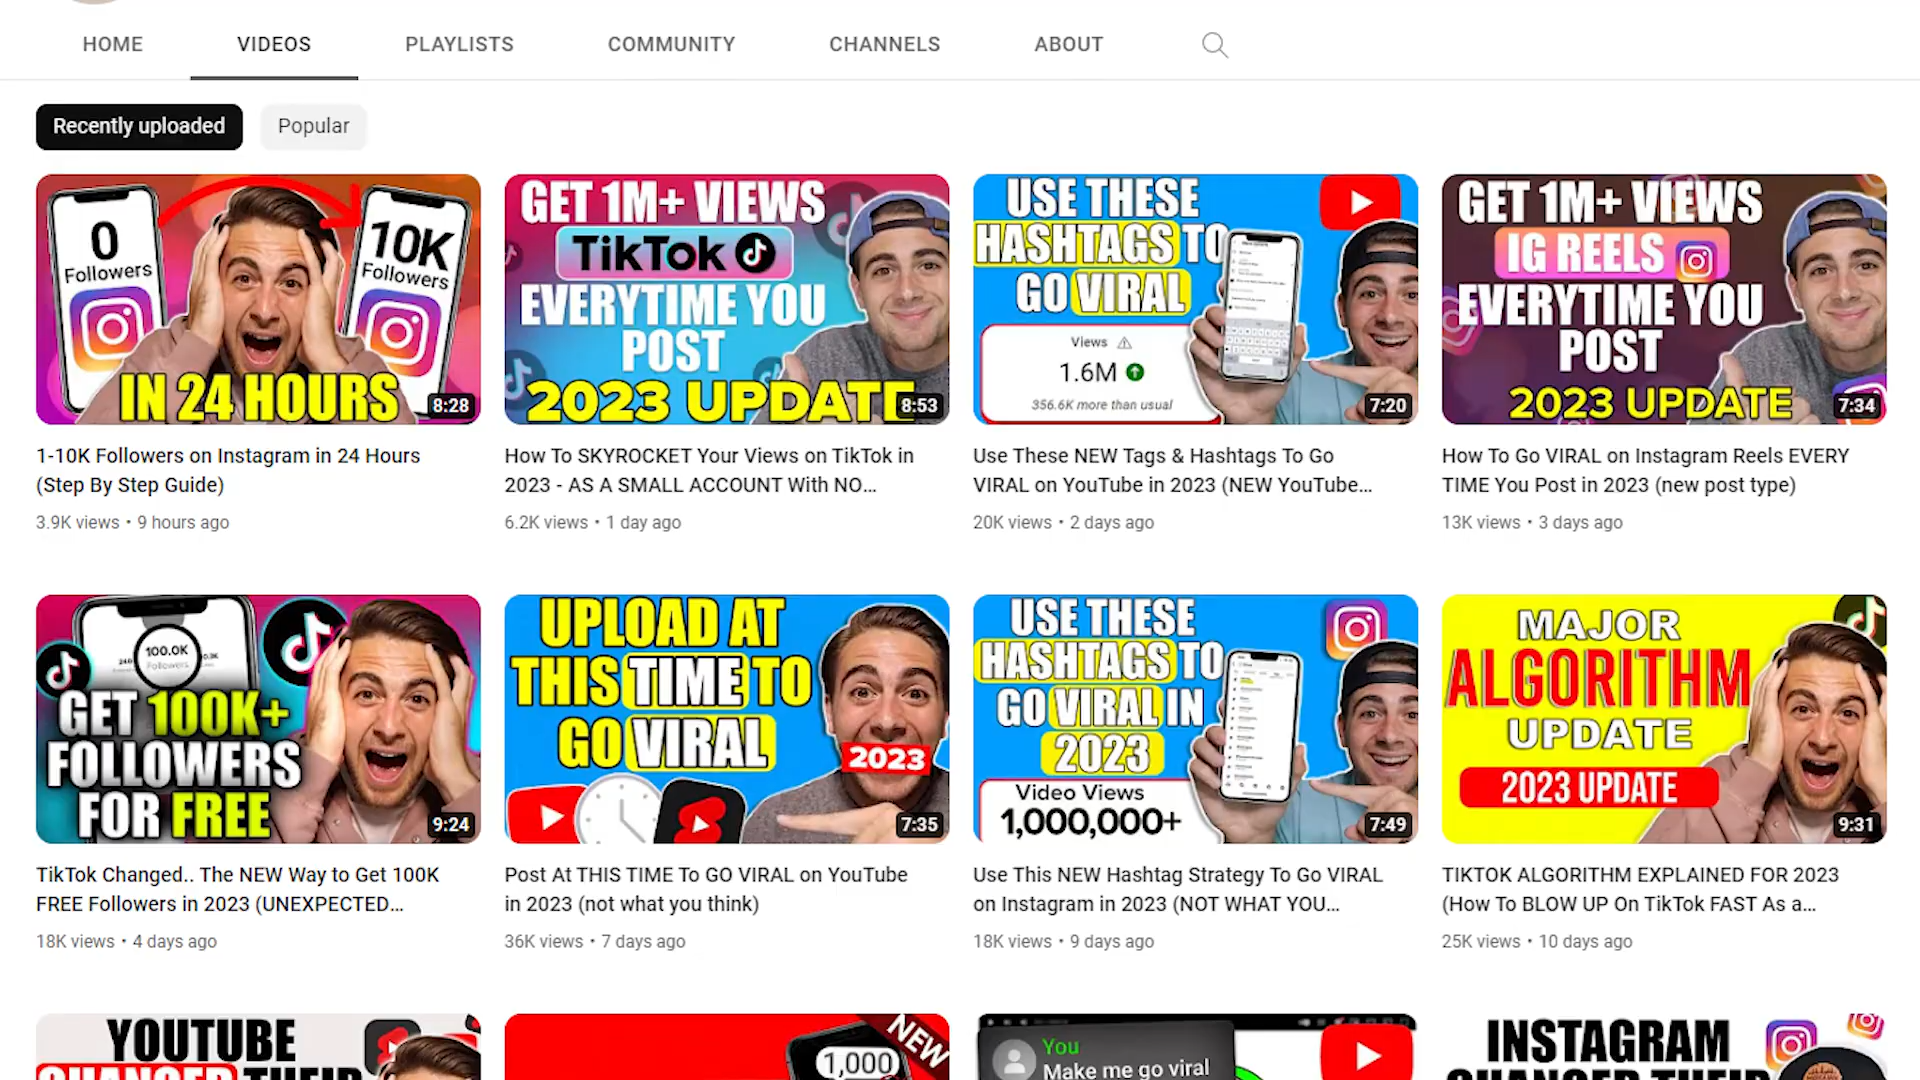 HOME VIDEOS PLAYLISTS COMMUNITY CHANNELS ABOUT
Recently uploaded Popular
0
Followers
10K
Followers
IN 24 HOURS
8:28
1-10K Followers on Instagram in 24 Hours
(Step By Step Guide)
3.9K views • 9 hours ago
GET 1M+ VIEWS
TikTok
EVERYTIME YOU
POST
2023 UPDATE
8:53
How To SKYROCKET Your Views on TikTok in
2023 - AS A SMALL ACCOUNT With NO...
6.2K views • 1 day ago
USE THESE
HASHTAGS TO
GO VIRAL
Views
1.6M
356.6K more than usual
7:20
Use These NEW Tags & Hashtags To Go
VIRAL on YouTube in 2023 (NEW YouTube...
20K views • 2 days ago
GET 1M+ VIEWS
IG REELS
EVERYTIME YOU
POST
2023 UPDATE
7:34
How To Go VIRAL on Instagram Reels EVERY
TIME You Post in 2023 (new post type)
13K views • 3 days ago
100.0K
Followers
GET 100K+
FOLLOWERS
FOR FREE
9:24
TikTok Changed.. The NEW Way to Get 100K
FREE Followers in 2023 (UNEXPECTED...
18K views • 4 days ago
UPLOAD AT
THIS TIME TO
GO VIRAL
2023
7:35
Post At THIS TIME To GO VIRAL on YouTube
in 2023 (not what you think)
36K views • 7 days ago
USE THESE
HASHTAGS TO
GO VIRAL IN
2023
Video Views
1,000,000+
7:49
Use This NEW Hashtag Strategy To Go VIRAL
on Instagram in 2023 (NOT WHAT YOU...
18K views • 9 days ago
MAJOR
ALGORITHM
UPDATE
2023 UPDATE
9:31
TIKTOK ALGORITHM EXPLAINED FOR 2023
(How To BLOW UP On TikTok FAST As a...
25K views • 10 days ago
YOUTUBE
CHANGED THEIR
NEW
1,000
You
Make me go viral
INSTAGRAM
CHANGED THEIR